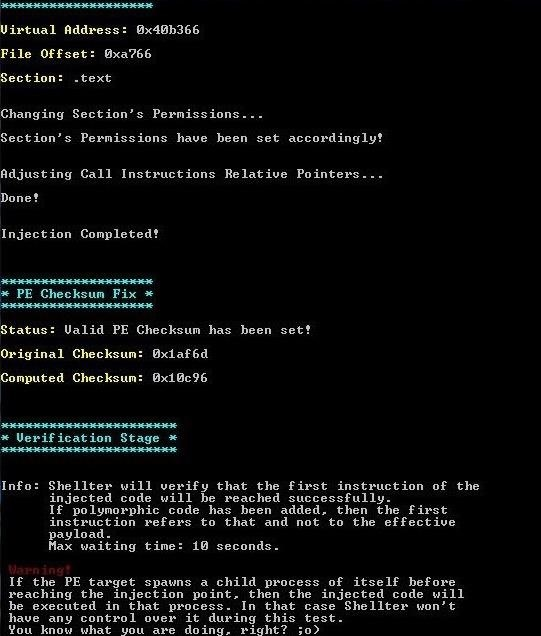 *******************
Virtual Address: 0x40b366
File Offset: 0xa766
Section: .text
Changing Section's Permissions...
Section's Permissions have been set accordingly!
Adjusting Call Instructions Relative Pointers...
Done!
Injection Completed!
*******************
* PE Checksum Fix *
*******************
Status: Valid PE Checksum has been set!
Original Checksum: 0x1af6d
Computed Checksum: 0x10c96
**********************
* Verification Stage *
**********************
Info: Shellter will verify that the first instruction of the
injected code will be reached successfully.
If polymorphic code has been added, then the first
instruction refers to that and not to the effective
payload.
Max waiting time: 10 seconds.
Warning!
If the PE target spawns a child process of itself before
reaching the injection point, then the injected code will
be executed in that process. In that case Shellter won't
have any control over it during this test.
You know what you are doing, right? ;o)